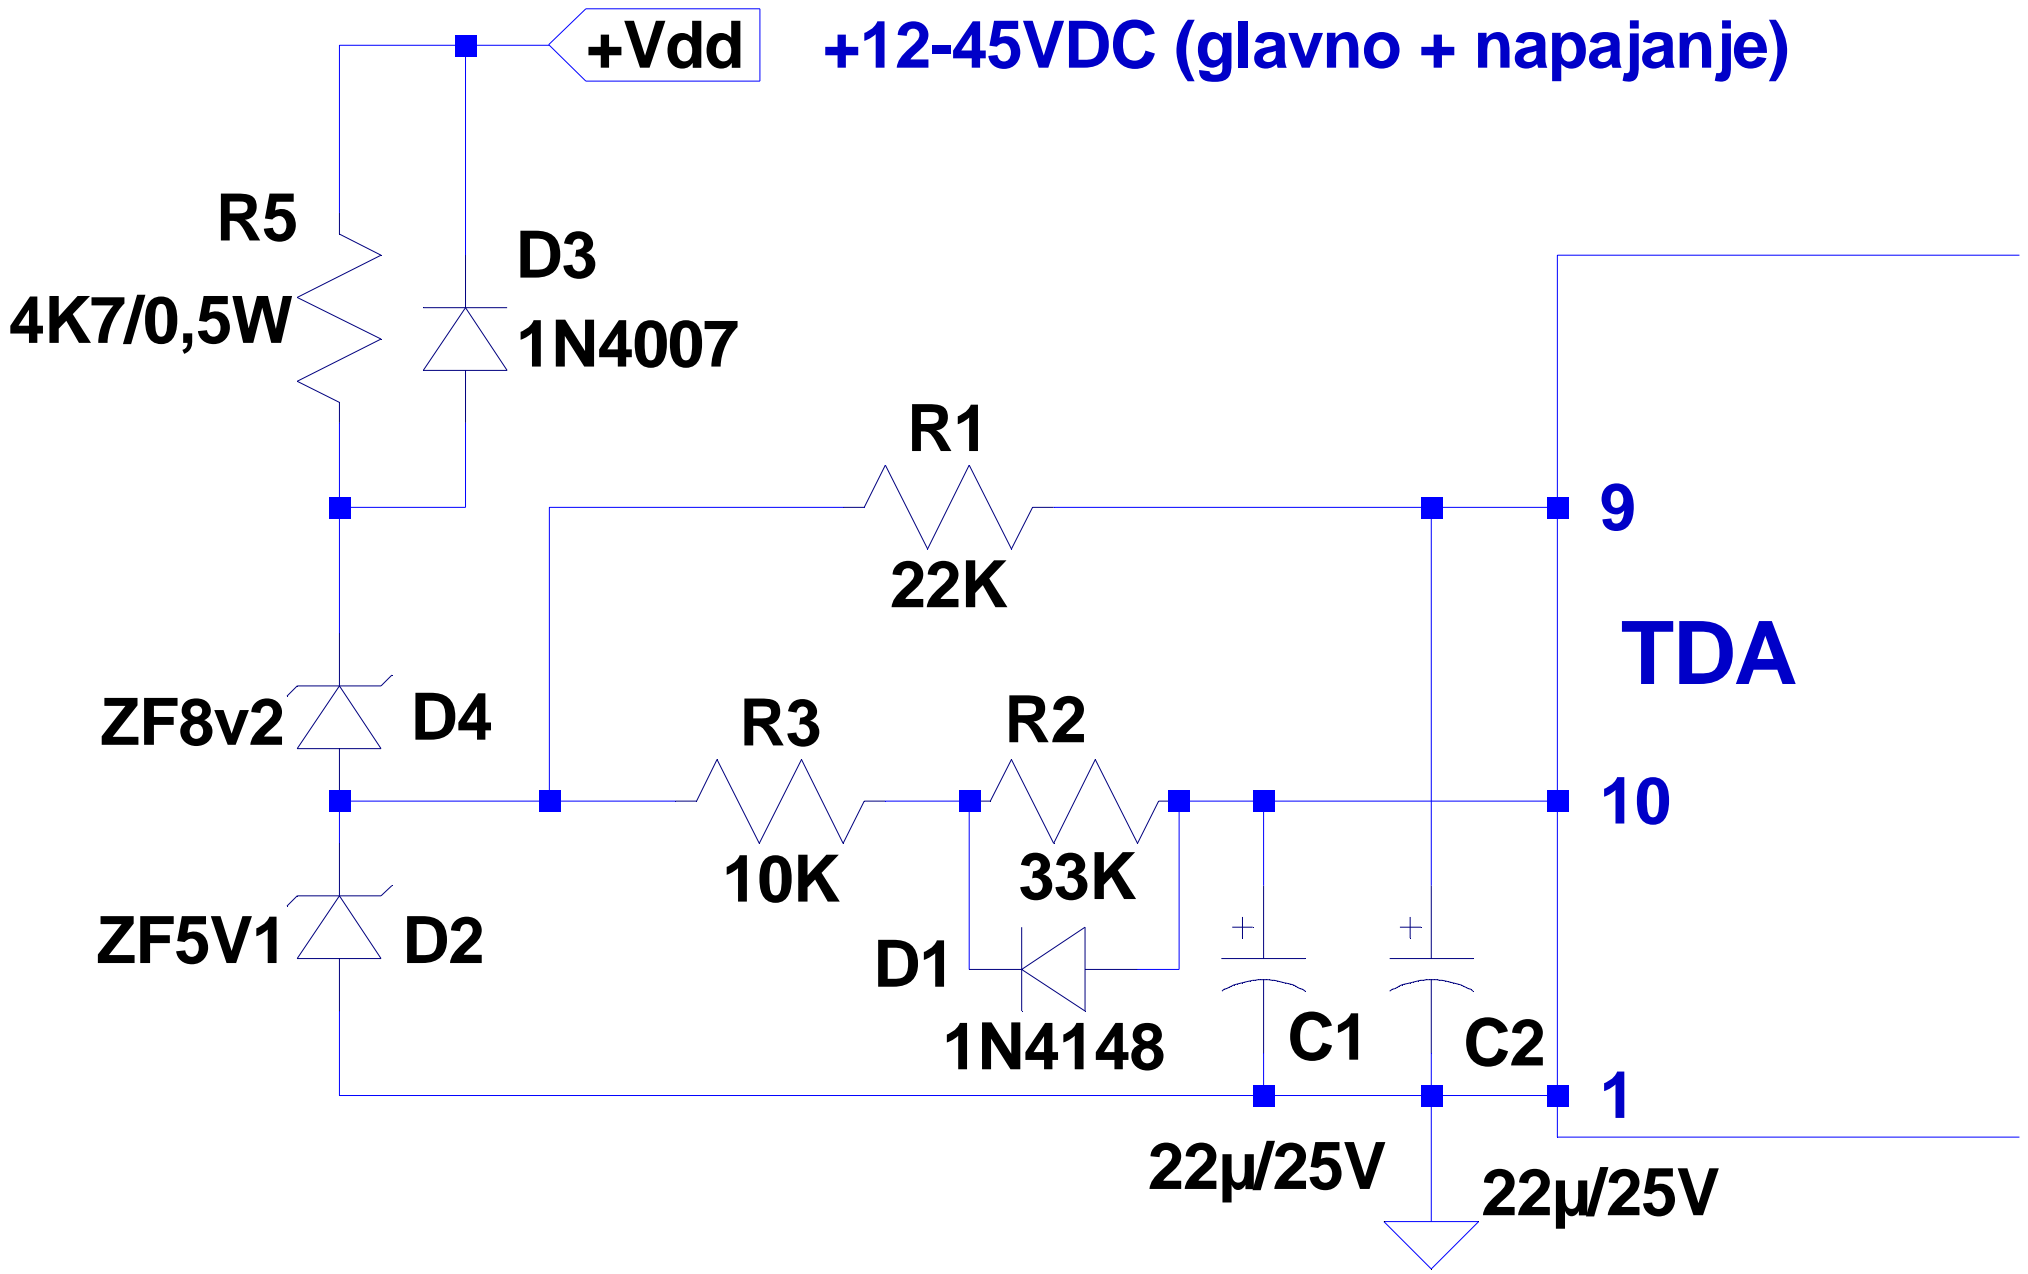 +Vdd +12-45VDC (glavno + napajanje)
R5
4K7/0,5W
D3
1N4007
R1
22K
9
TDA
ZF8v2
D4
R3
10K
R2
33K
10
ZF5V1
D2
D1
1N4148
+
+
C1
C2
1
22µ/25V
22µ/25V